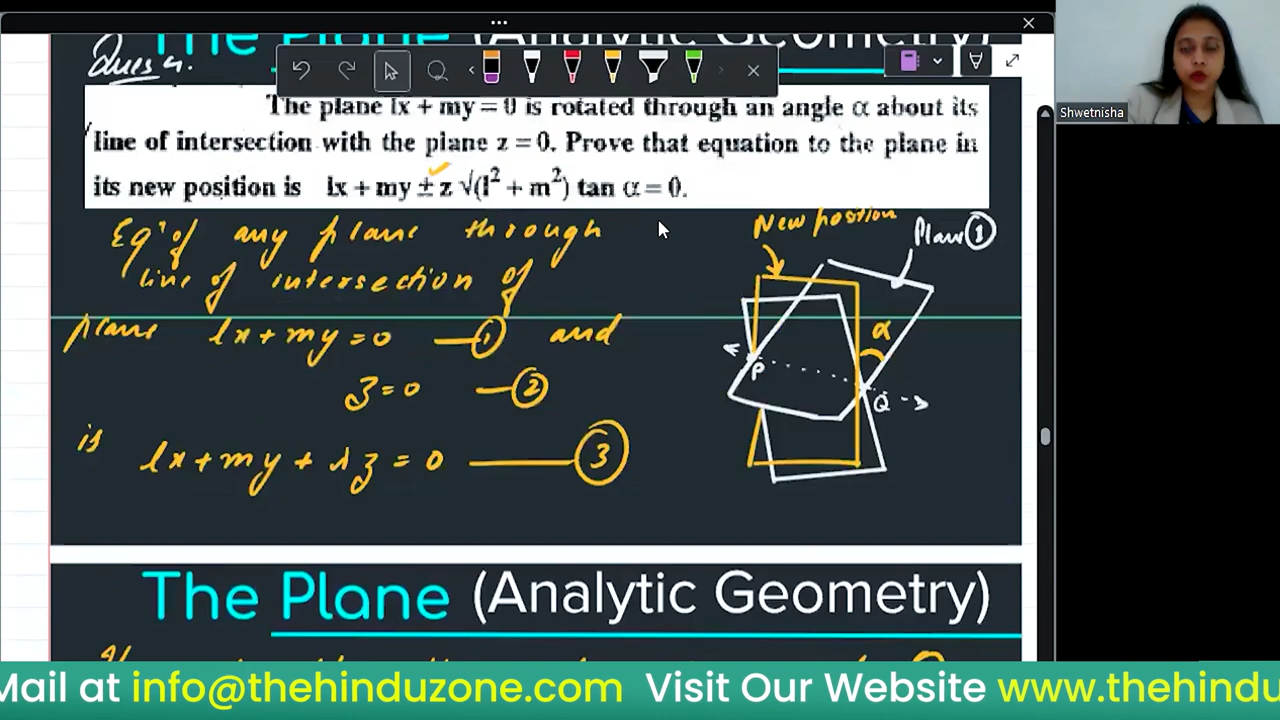 The Plane (Analytic Geometry)
Ques 4.
The plane lx + my = 0 is rotated through an angle α about its
line of intersection with the plane z = 0. Prove that equation to the plane in
its new position is lx + my ± z √(l² + m²) tan α = 0.
Eqⁿ of any plane through
line of intersection of
plane lx + my = 0 — ① and
z = 0 — ②
is lx + my + λz = 0 — ③
New position
Plane ①
α
P
Q
Shwetnisha
The Plane (Analytic Geometry)
Mail at info@thehinduzone.com Visit Our Website www.thehindu